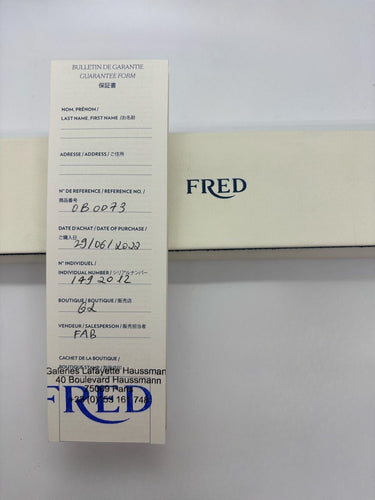 BULLETIN DE GARANTIE
GUARANTEE FORM
保証書
NOM, PRÉNOM /
LAST NAME, FIRST NAME /お名前
ADRESSE / ADDRESS / ご住所
N° DE REFERENCE / REFERENCE NO. /
商品番号
0B0073
DATE D'ACHAT / DATE OF PURCHASE /
ご購入日
29/06/2022
N° INDIVIDUEL /
INDIVIDUAL NUMBER / シリアルナンバー
1492012
BOUTIQUE / BOUTIQUE / 販売店
GL
VENDEUR / SALESPERSON / 販売担当者
FAB
CACHET DE LA BOUTIQUE /
Galeries Lafayette Haussmann
40 Boulevard Haussmann
75009 Paris
FRED
FRED